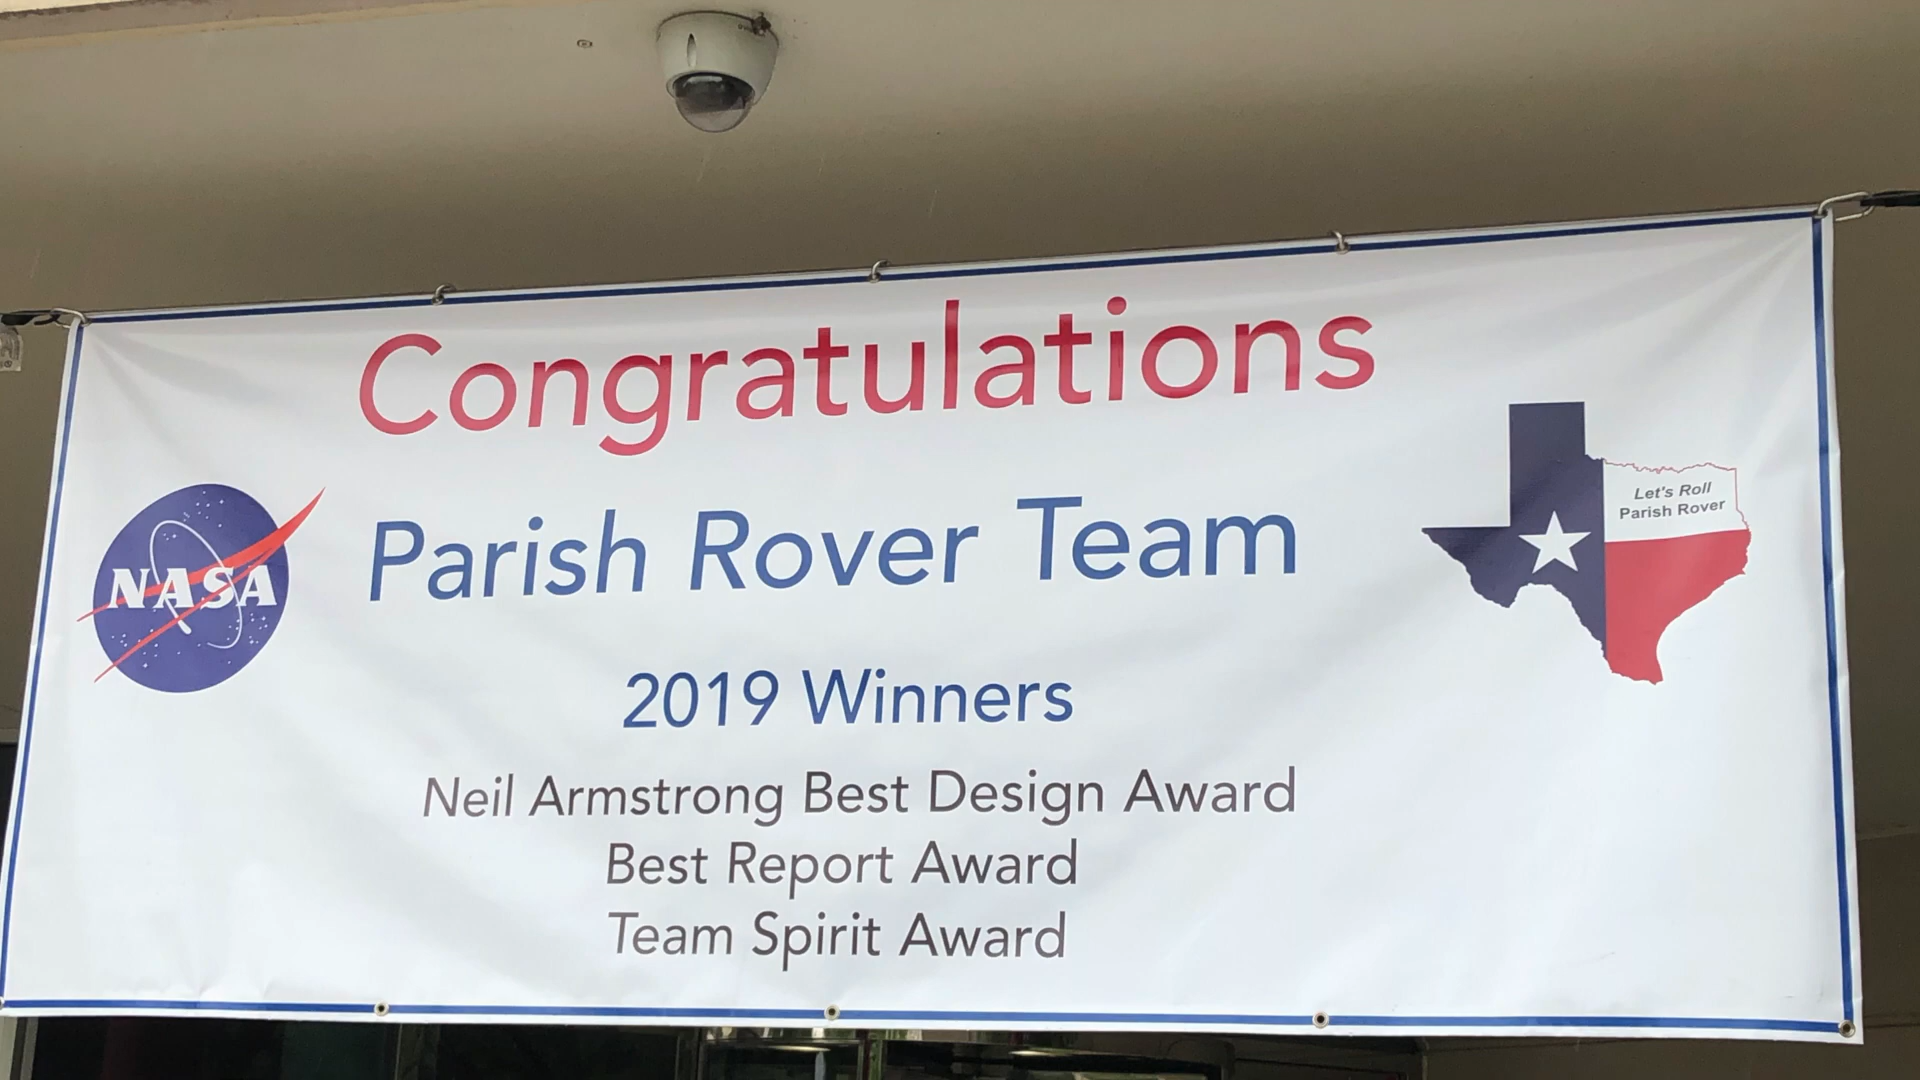 Congratulations
Parish Rover Team
NASA
Let's Roll
Parish Rover
2019 Winners
Neil Armstrong Best Design Award
Best Report Award
Team Spirit Award